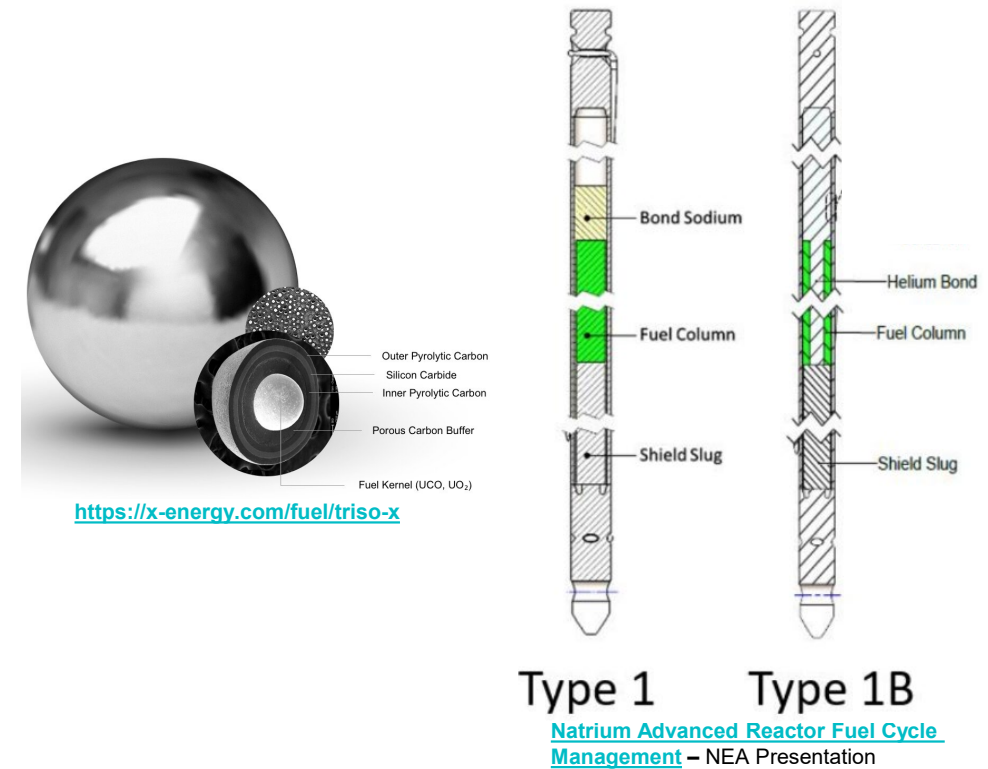 Outer Pyrolytic Carbon
Silicon Carbide
Inner Pyrolytic Carbon
Porous Carbon Buffer
Fuel Kernel (UCO, UO₂)
https://x-energy.com/fuel/triso-x
Bond Sodium
Fuel Column
Shield Slug
Type 1
Helium Bond
Fuel Column
Shield Slug
Type 1B
Natrium Advanced Reactor Fuel Cycle
Management – NEA Presentation